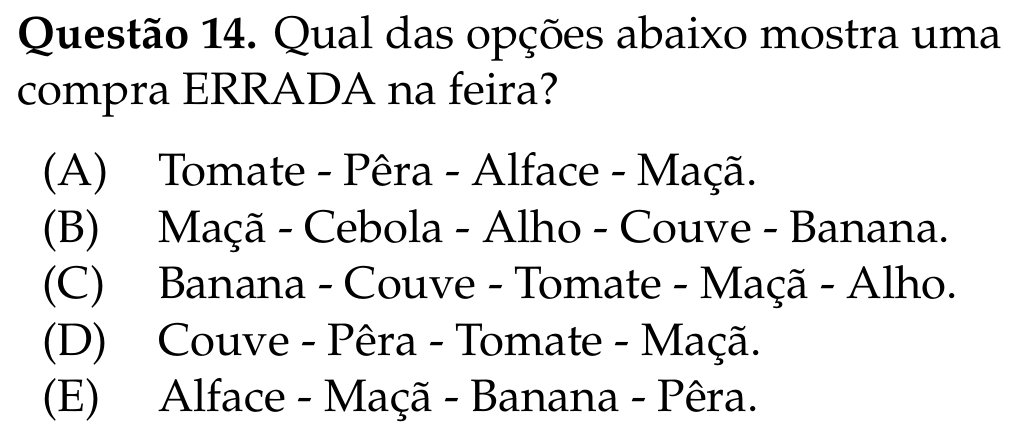 Questão 14. Qual das opções abaixo mostra uma
compra ERRADA na feira?
(A) Tomate - Pêra - Alface - Maçã.
(B) Maçã - Cebola - Alho - Couve - Banana.
(C) Banana - Couve - Tomate - Maçã - Alho.
(D) Couve - Pêra - Tomate - Maçã.
(E) Alface - Maçã - Banana - Pêra.